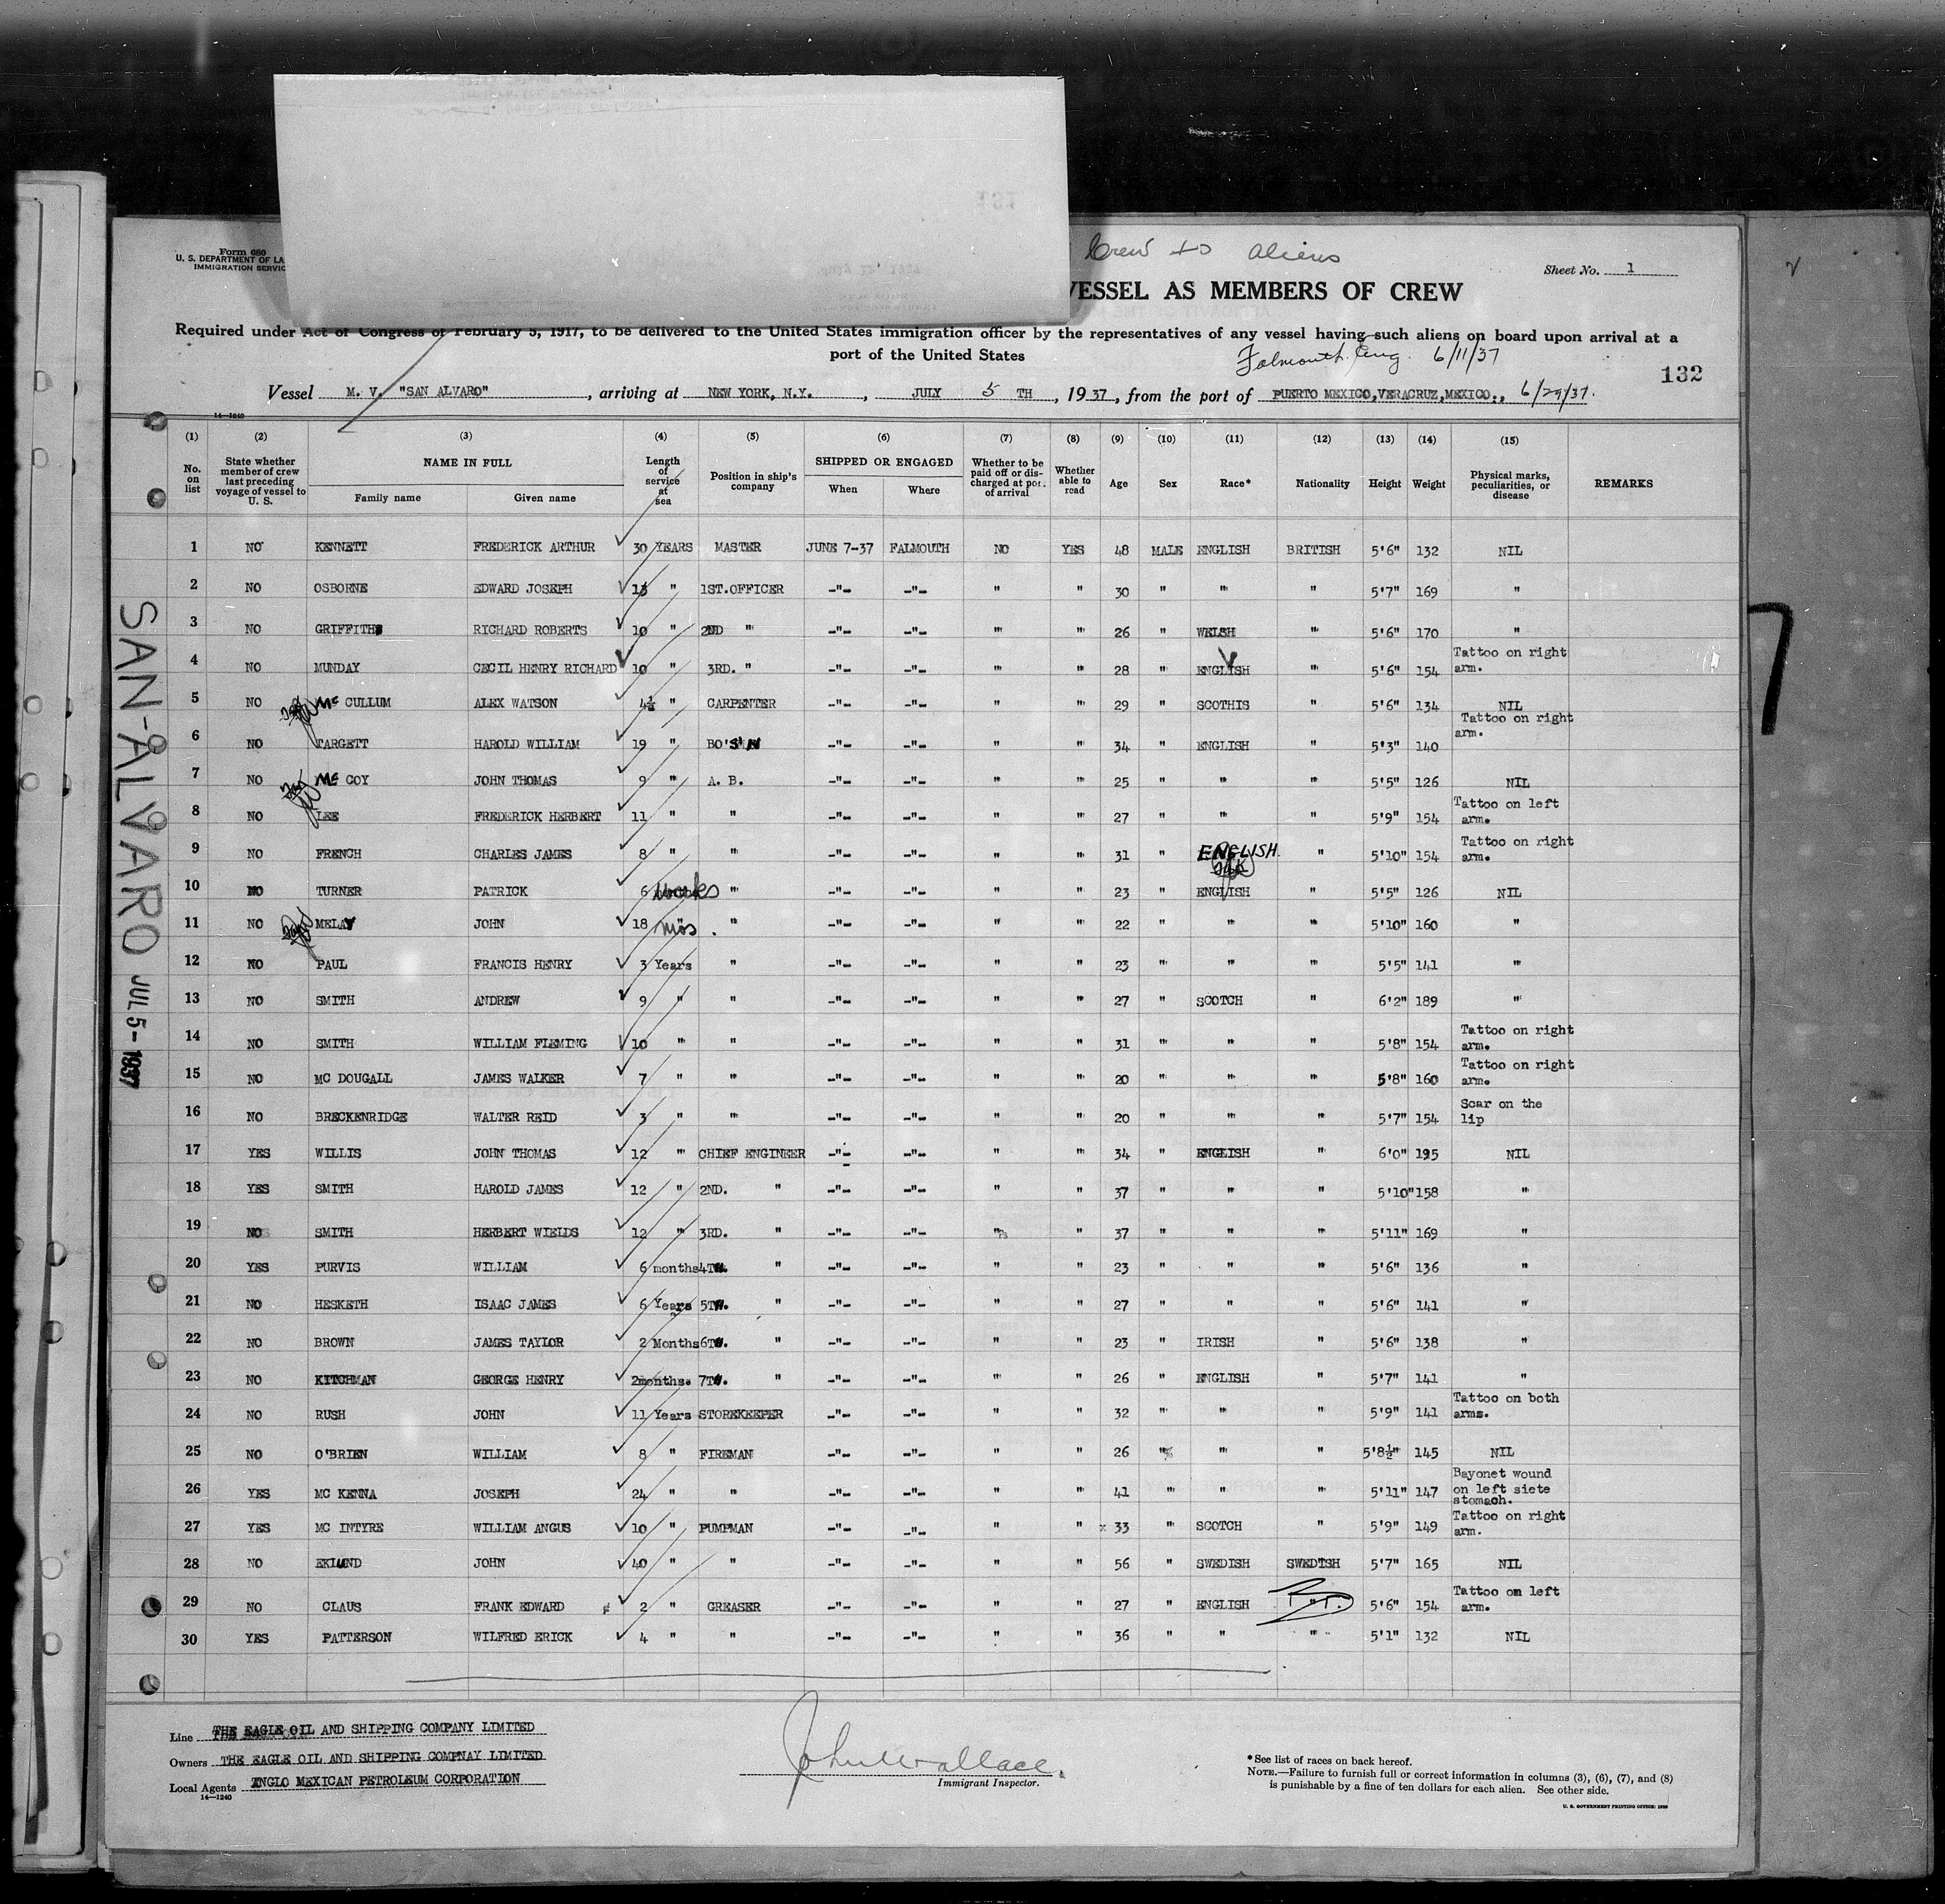 Crew to aliens
Form 680
U. S. DEPARTMENT OF LA
IMMIGRATION SERVIC
Sheet No. 1
VESSEL AS MEMBERS OF CREW
Required under Act of Congress of February 5, 1917, to be delivered to the United States immigration officer by the representatives of any vessel having such aliens on board upon arrival at a
port of the United States
Falmouth, Eng. 6/11/37
132
Vessel M. V. "SAN ALVARO", arriving at NEW YORK, N.Y., JULY 5 TH, 1937, from the port of PUERTO MEXICO,VERACRUZ,MEXICO., 6/29/37.
14—1240
(1) (2) (3) (4) (5) (6) (7) (8) (9) (10) (11) (12) (13) (14) (15)
No. on list State whether member of crew last preceding voyage of vessel to U. S. NAME IN FULL Family name Given name Length of service at sea Position in ship's company SHIPPED OR ENGAGED When Where Whether to be paid off or discharged at port of arrival Whether able to read Age Sex Race* Nationality Height Weight Physical marks, peculiarities, or disease REMARKS
1 NO KENNETT FREDERICK ARTHUR 30 YEARS MASTER JUNE 7-37 FALMOUTH NO YES 48 MALE ENGLISH BRITISH 5'6" 132 NIL
2 NO OSBORNE EDWARD JOSEPH 13 " 1ST.OFFICER -"- -"- " " 30 " " " 5'7" 169 "
3 NO GRIFFITHS RICHARD ROBERTS 10 " 2ND " -"- -"- " " 26 " WELSH " 5'6" 170 "
4 NO MUNDAY CECIL HENRY RICHARD 10 " 3RD. " -"- -"- " " 28 " ENGLISH " 5'6" 154 Tattoo on right arm.
5 NO Mc CULLUM ALEX WATSON 4½ " CARPENTER -"- -"- " " 29 " SCOTHIS " 5'6" 134 NIL
6 NO TARGETT HAROLD WILLIAM 19 " BO'S'N -"- -"- " " 34 " ENGLISH " 5'3" 140 Tattoo on right arm.
7 NO Mc COY JOHN THOMAS 9 " A. B. -"- -"- " " 25 " " " 5'5" 126 NIL
8 NO LEE FREDERICK HERBERT 11 " " -"- -"- " " 27 " " " 5'9" 154 Tattoo on left arm.
9 NO FRENCH CHARLES JAMES 8 " " -"- -"- " " 31 " ENGLISH. " 5'10" 154 Tattoo on right arm.
10 NO TURNER PATRICK 6 weeks " -"- -"- " " 23 " ENGLISH " 5'5" 126 NIL
11 NO MELAY JOHN 18 mos. " -"- -"- " " 22 " " " 5'10" 160 "
12 NO PAUL FRANCIS HENRY 3 Years " -"- -"- " " 23 " " " 5'5" 141 "
13 NO SMITH ANDREW 9 " " -"- -"- " " 27 " SCOTCH " 6'2" 189 "
14 NO SMITH WILLIAM FLEMING 10 " " -"- -"- " " 31 " " " 5'8" 154 Tattoo on right arm.
15 NO MC DOUGALL JAMES WALKER 7 " " -"- -"- " " 20 " " " 5'8" 160 Tattoo on right arm.
16 NO BRECKENRIDGE WALTER REID 3 " " -"- -"- " " 20 " " " 5'7" 154 Scar on the lip
17 YES WILLIS JOHN THOMAS 12 " CHIEF ENGINEER -"- -"- " " 34 " ENGLISH " 6'0" 195 NIL
18 YES SMITH HAROLD JAMES 12 " 2ND. " -"- -"- " " 37 " " " 5'10" 158 "
19 NO SMITH HERBERT WIELDS 12 " 3RD. " -"- -"- " " 37 " " " 5'11" 169 "
20 YES PURVIS WILLIAM 6 months 4TH. " -"- -"- " " 23 " " " 5'6" 136 "
21 NO HESKETH ISAAC JAMES 6 Years 5TH. " -"- -"- " " 27 " " " 5'6" 141 "
22 NO BROWN JAMES TAYLOR 2 Months 6TH. " -"- -"- " " 23 " IRISH " 5'6" 138 "
23 NO KITCHMAN GEORGE HENRY 2months. 7TH. " -"- -"- " " 26 " ENGLISH " 5'7" 141 "
24 NO RUSH JOHN 11 Years STOREKEEPER -"- -"- " " 32 " " " 5'9" 141 Tattoo on both arms.
25 NO O'BRIEN WILLIAM 8 " FIREMAN -"- -"- " " 26 " " " 5'8½" 145 NIL
26 YES MC KENNA JOSEPH 24 " " -"- -"- " " 41 " " " 5'11" 147 Bayonet wound on left siete stomach.
27 YES MC INTYRE WILLIAM ANGUS 10 " PUMPMAN -"- -"- " " 33 " SCOTCH " 5'9" 149 Tattoo on right arm.
28 NO EKLUND JOHN 40 " " -"- -"- " " 56 " SWEDISH SWEDISH 5'7" 165 NIL
29 NO CLAUS FRANK EDWARD 2 " GREASER -"- -"- " " 27 " ENGLISH 5'6" 154 Tattoo on left arm.
30 YES PATTERSON WILFRED ERICK 4 " " -"- -"- " " 36 " " " 5'1" 132 NIL
SAN-ALVARO JUL 5-1937
7
Line THE EAGLE OIL AND SHIPPING COMPANY LIMITED
Owners THE EAGLE OIL AND SHIPPING COMPNAY LIMITED
Local Agents ANGLO MEXICAN PETROLEUM CORPORATION
14—1240
John Wallace.
Immigrant Inspector.
*See list of races on back hereof.
NOTE.—Failure to furnish full or correct information in columns (3), (6), (7), and (8)
is punishable by a fine of ten dollars for each alien. See other side.
U. S. GOVERNMENT PRINTING OFFICE: